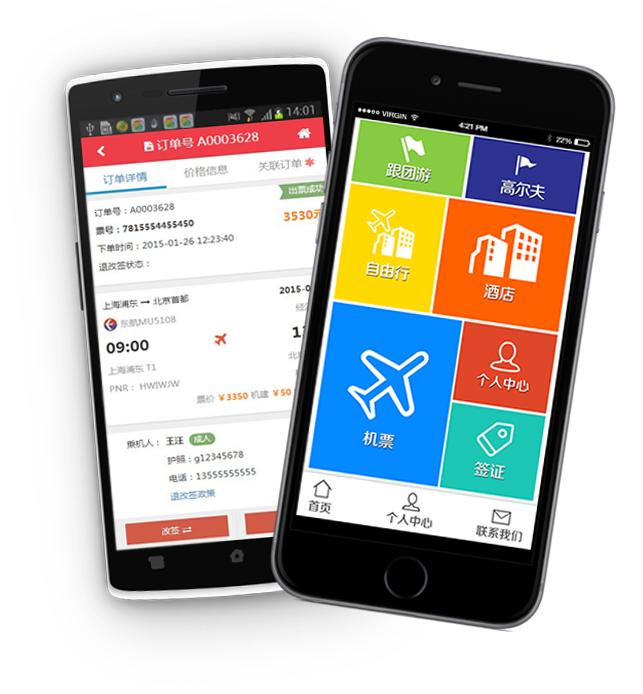 14:01
订单号 A0003628
订单详情 价格信息 关联订单
出票成功
订单号：A0003628
3530元
票号：7815554455450
下单时间：2015-01-26 12:23:40
退改签状态：
上海浦东 → 北京首都
2015-0
东航MU5108
09:00
上海浦东 T1
PNR： HWIWJW
票价 ￥3350 机建 ￥50
乘机人： 王汪 成人
护照：g12345678
电话：13555555555
退改签政策
改签
VIRGIN 4:21 PM 22%
跟团游
高尔夫
自由行
酒店
机票
个人中心
签证
首页
个人中心
联系我们